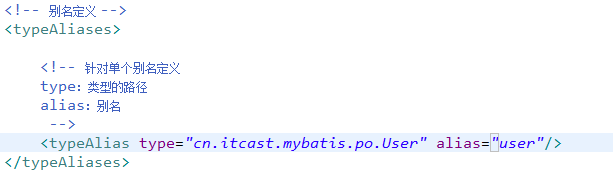 <!-- 别名定义 -->
<typeAliases>
<!-- 针对单个别名定义
type：类型的路径
alias：别名
-->
<typeAlias type="cn.itcast.mybatis.po.User" alias="user"/>
</typeAliases>